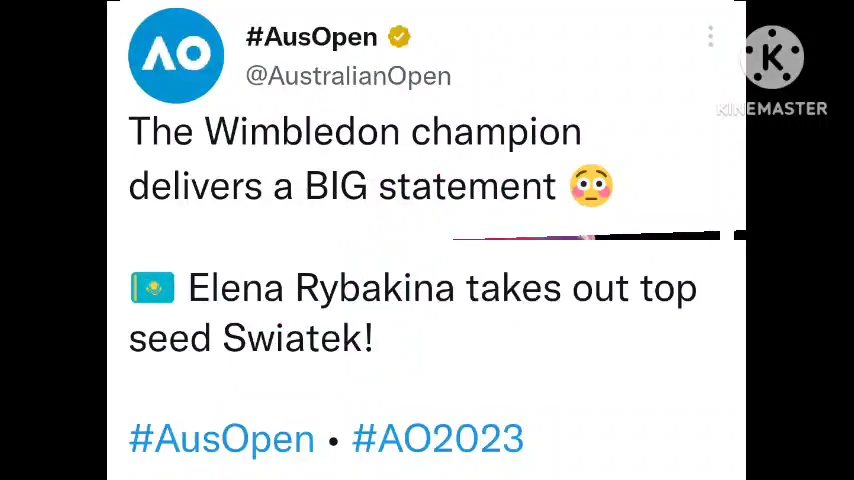 AO
#AusOpen
@AustralianOpen
The Wimbledon champion
delivers a BIG statement 😳
🇰🇿 Elena Rybakina takes out top
seed Swiatek!
#AusOpen • #AO2023
K
KINEMASTER